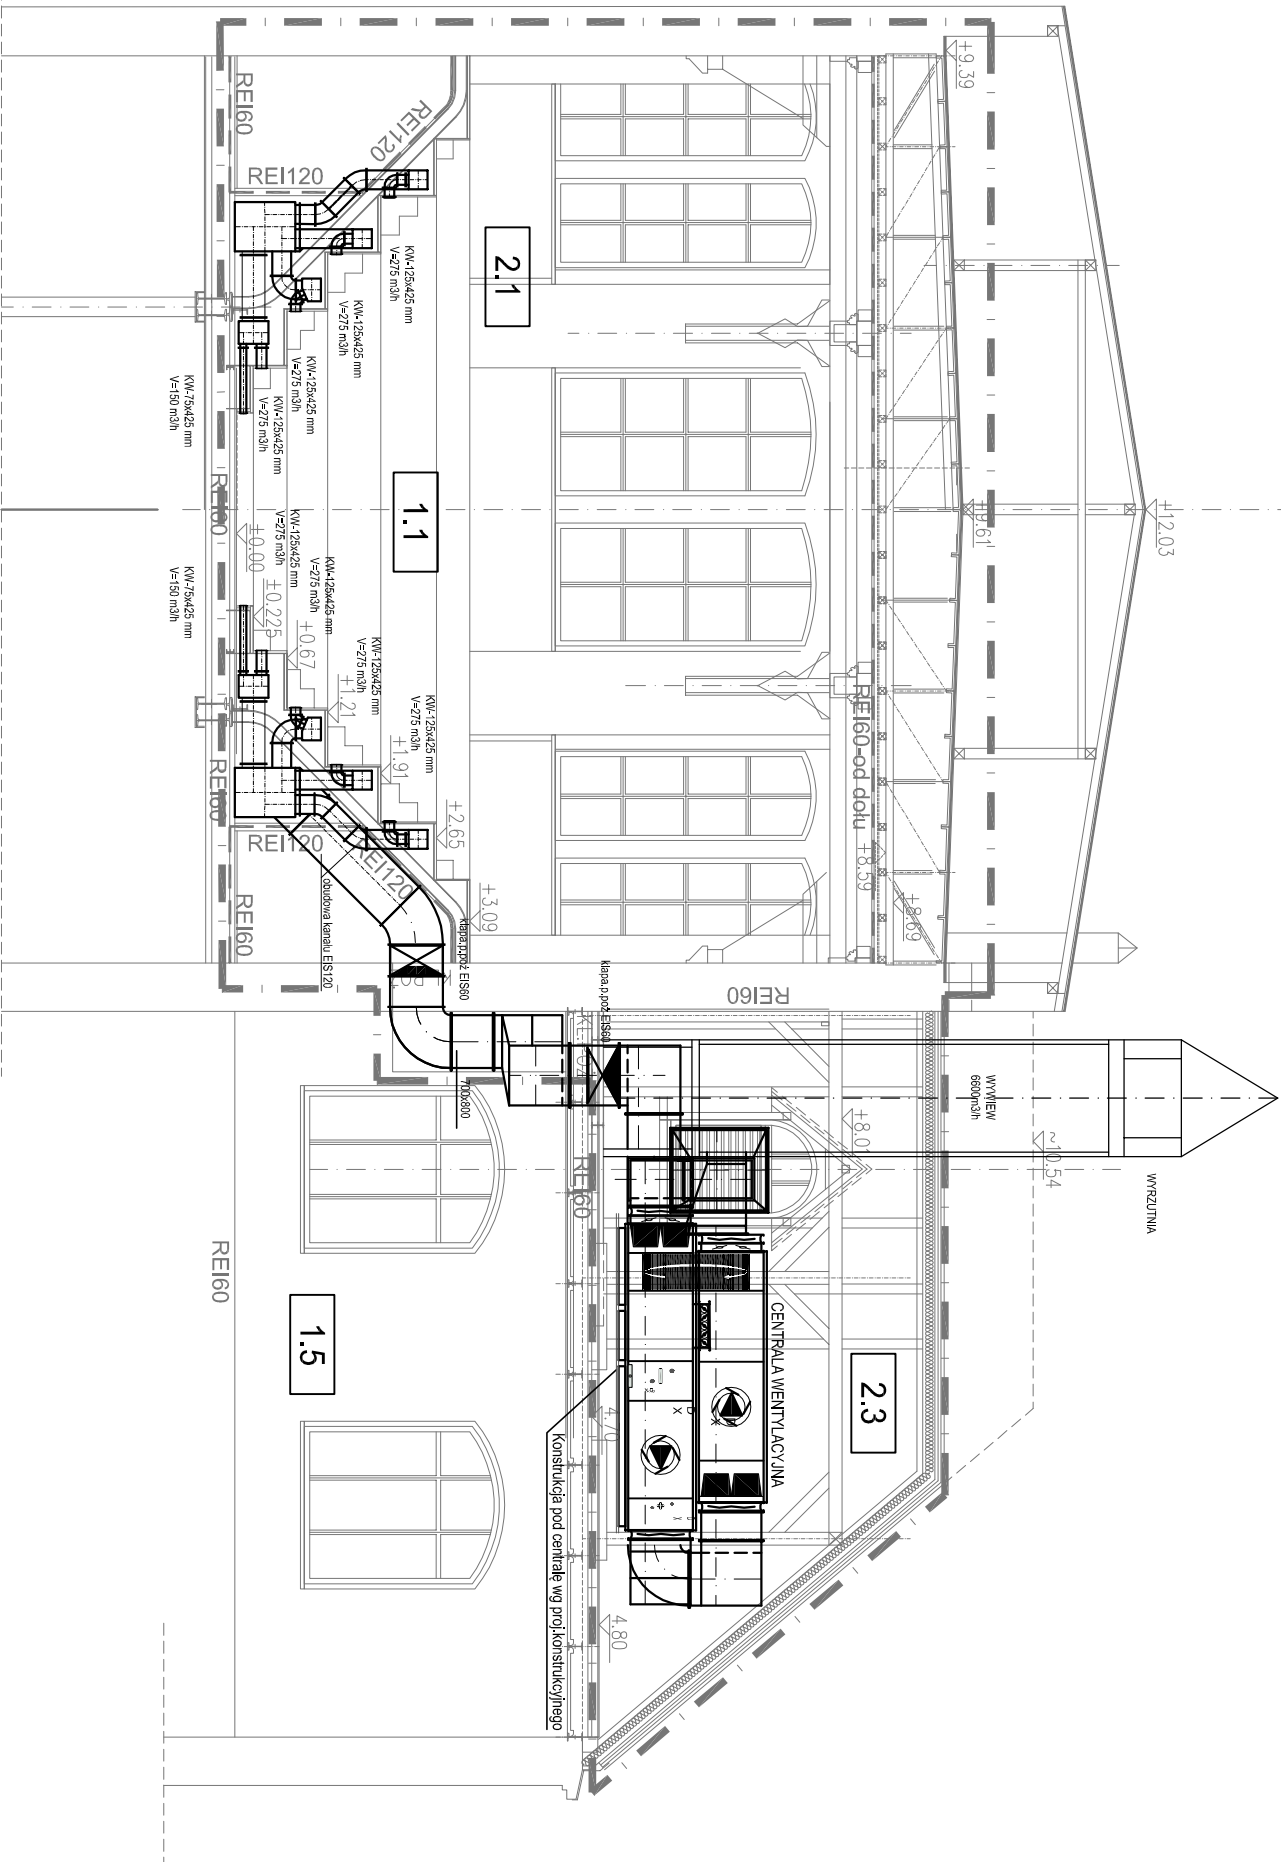 +12.03
WYRZUTNIA
~10.54
WYWIEW
6600m3/h
+9.39
+9.61
+8.69
+8.59
REI60-od dołu
+8.01
2.3
REI60
CENTRALA WENTYLACYJNA
klapa p.poż EIS60
4.70
4.80
REI60
Konstrukcja pod centralę wg proj.konstrukcyjnego
2.1
+3.09
klapa p.poż EIS60
700x800
+2.65
REI120
1.1
KW-125x425 mm
V=275 m3/h
KW-125x425 mm
V=275 m3/h
+1.91
KW-125x425 mm
V=275 m3/h
KW-125x425 mm
V=275 m3/h
REI120
+1.21
KW-125x425 mm
V=275 m3/h
KW-125x425 mm
V=275 m3/h
obudowa kanału EIS120
1.5
+0.67
KW-125x425 mm
V=275 m3/h
KW-125x425 mm
V=275 m3/h
REI120
+0.225
REI120
±0.00
REI60
REI60
REI60
REI60
REI60
KW-75x425 mm
V=150 m3/h
KW-75x425 mm
V=150 m3/h